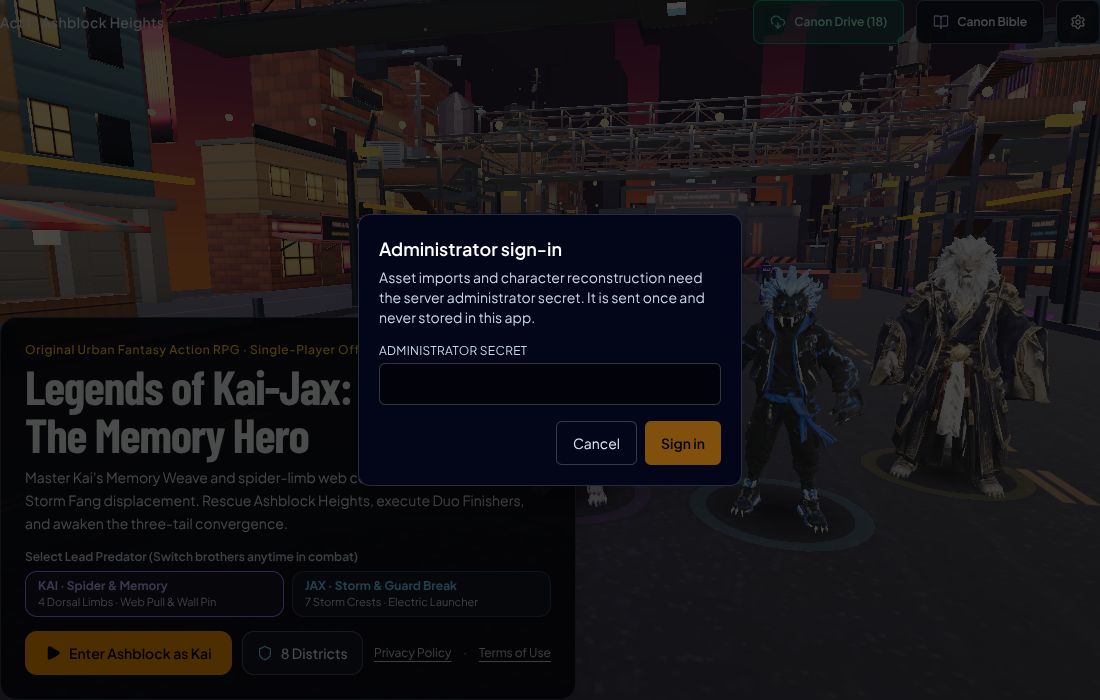 Act Ashblock Heights
Canon Drive (18)
Canon Bible
Administrator sign-in
Asset imports and character reconstruction need
the server administrator secret. It is sent once and
never stored in this app.
ADMINISTRATOR SECRET
Cancel
Sign in
Original Urban Fantasy Action RPG · Single-Player Off
Legends of Kai-Jax:
The Memory Hero
Master Kai's Memory Weave and spider-limb web c
Storm Fang displacement. Rescue Ashblock Heights, execute Duo Finishers,
and awaken the three-tail convergence.
Select Lead Predator (Switch brothers anytime in combat)
KAI · Spider & Memory
4 Dorsal Limbs · Web Pull & Wall Pin
JAX · Storm & Guard Break
7 Storm Crests · Electric Launcher
Enter Ashblock as Kai
8 Districts
Privacy Policy
·
Terms of Use